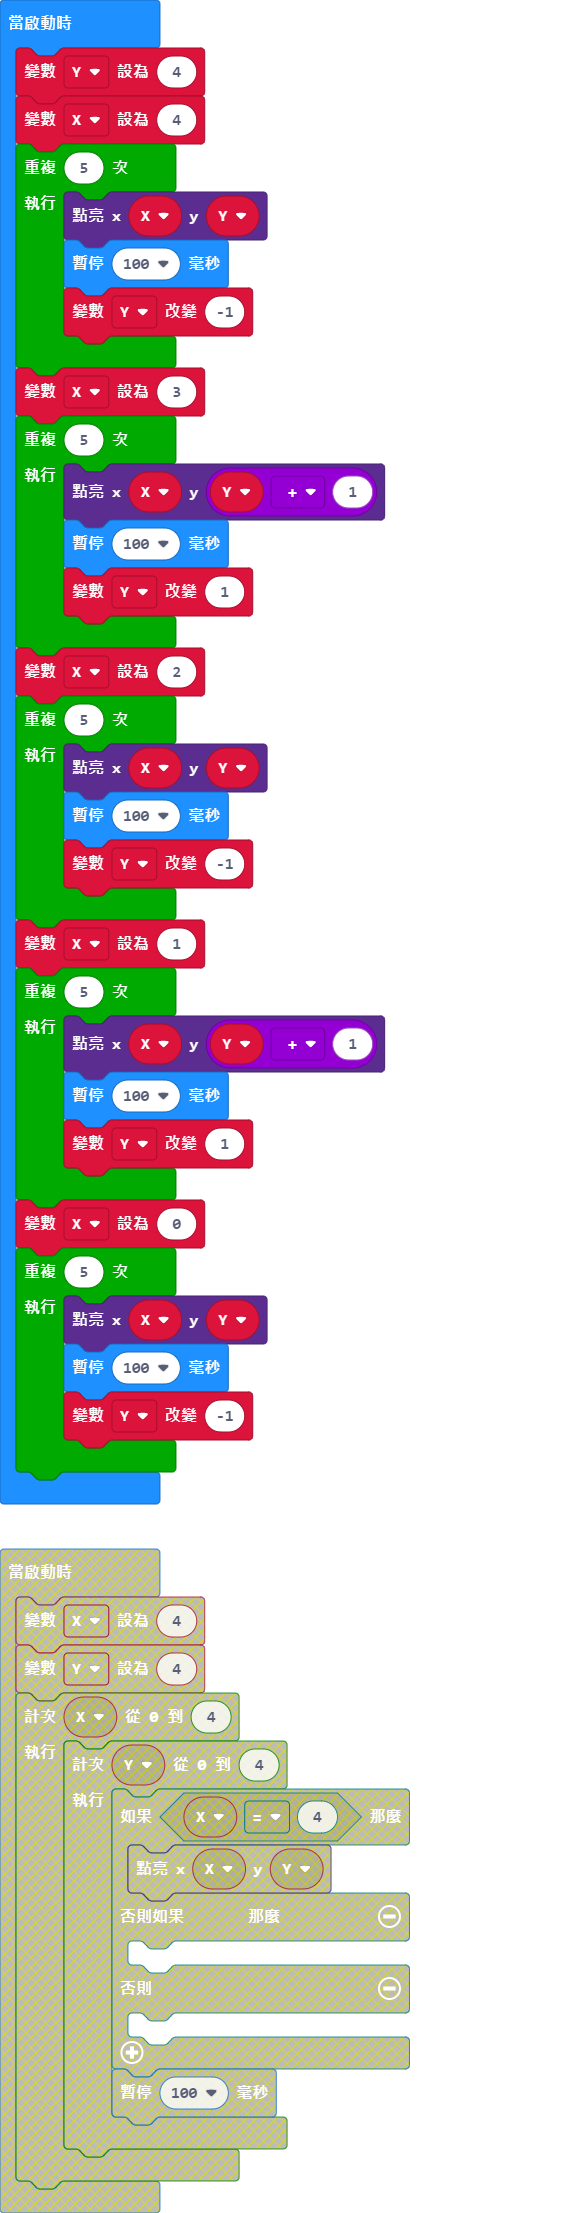 當啟動時
變數 Y 設為 4
變數 X 設為 4
重複 5 次
執行
點亮 x X y Y
暫停 100 毫秒
變數 Y 改變 -1
變數 X 設為 3
重複 5 次
執行
點亮 x X y Y + 1
暫停 100 毫秒
變數 Y 改變 1
變數 X 設為 2
重複 5 次
執行
點亮 x X y Y
暫停 100 毫秒
變數 Y 改變 -1
變數 X 設為 1
重複 5 次
執行
點亮 x X y Y + 1
暫停 100 毫秒
變數 Y 改變 1
變數 X 設為 0
重複 5 次
執行
點亮 x X y Y
暫停 100 毫秒
變數 Y 改變 -1
當啟動時
變數 X 設為 4
變數 Y 設為 4
計次 X 從 0 到 4
執行
計次 Y 從 0 到 4
執行
如果 X = 4 那麼
點亮 x X y Y
否則如果 那麼
否則
暫停 100 毫秒